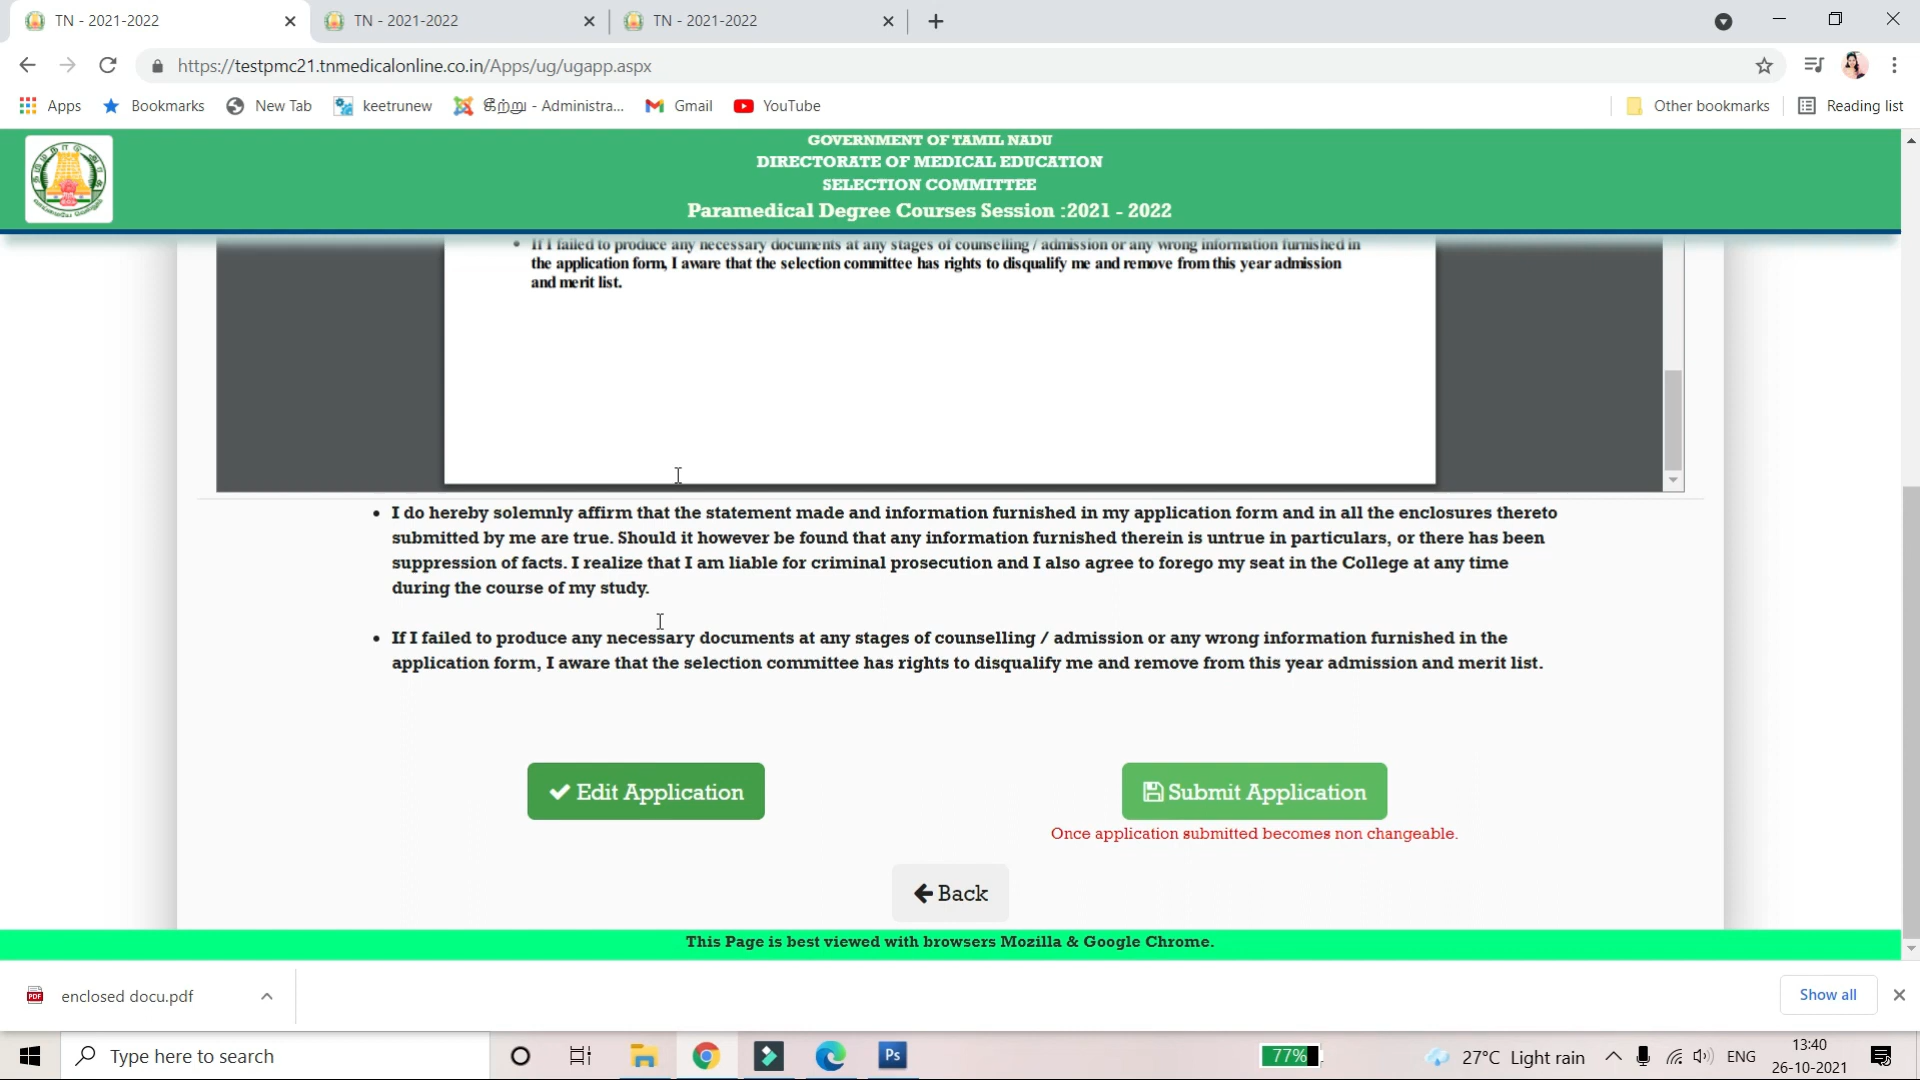 TN - 2021-2022
TN - 2021-2022
TN - 2021-2022
https://testpmc21.tnmedicalonline.co.in/Apps/ug/ugapp.aspx
Apps
Bookmarks
New Tab
keetrunew
கீற்று - Administra...
Gmail
YouTube
Other bookmarks
Reading list
GOVERNMENT OF TAMIL NADU
DIRECTORATE OF MEDICAL EDUCATION
SELECTION COMMITTEE
Paramedical Degree Courses Session :2021 - 2022
• If I failed to produce any necessary documents at any stages of counselling / admission or any wrong information furnished in
the application form, I aware that the selection committee has rights to disqualify me and remove from this year admission
and merit list.
• I do hereby solemnly affirm that the statement made and information furnished in my application form and in all the enclosures thereto
submitted by me are true. Should it however be found that any information furnished therein is untrue in particulars, or there has been
suppression of facts. I realize that I am liable for criminal prosecution and I also agree to forego my seat in the College at any time
during the course of my study.
• If I failed to produce any necessary documents at any stages of counselling / admission or any wrong information furnished in the
application form, I aware that the selection committee has rights to disqualify me and remove from this year admission and merit list.
Edit Application
Submit Application
Once application submitted becomes non changeable.
Back
This Page is best viewed with browsers Mozilla & Google Chrome.
enclosed docu.pdf
Show all
Type here to search
Ps
77%
27°C Light rain
ENG
13:40
26-10-2021